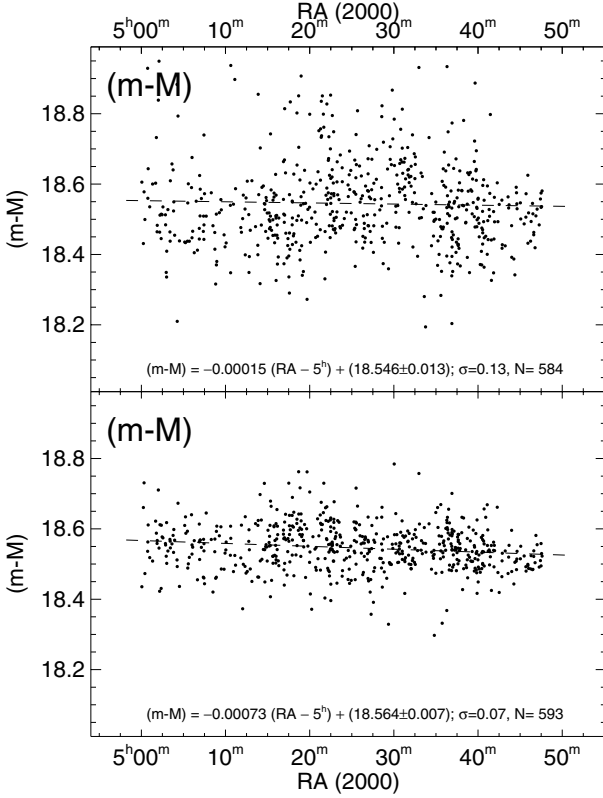 RA (2000)
5ʰ00ᵐ 10ᵐ 20ᵐ 30ᵐ 40ᵐ 50ᵐ
(m-M)
18.8
18.6
18.4
18.2
(m-M)
(m-M) = −0.00015 (RA − 5ʰ) + (18.546±0.013); σ=0.13, N= 584
(m-M)
18.8
18.6
18.4
18.2
(m-M)
(m-M) = −0.00073 (RA − 5ʰ) + (18.564±0.007); σ=0.07, N= 593
5ʰ00ᵐ 10ᵐ 20ᵐ 30ᵐ 40ᵐ 50ᵐ
RA (2000)